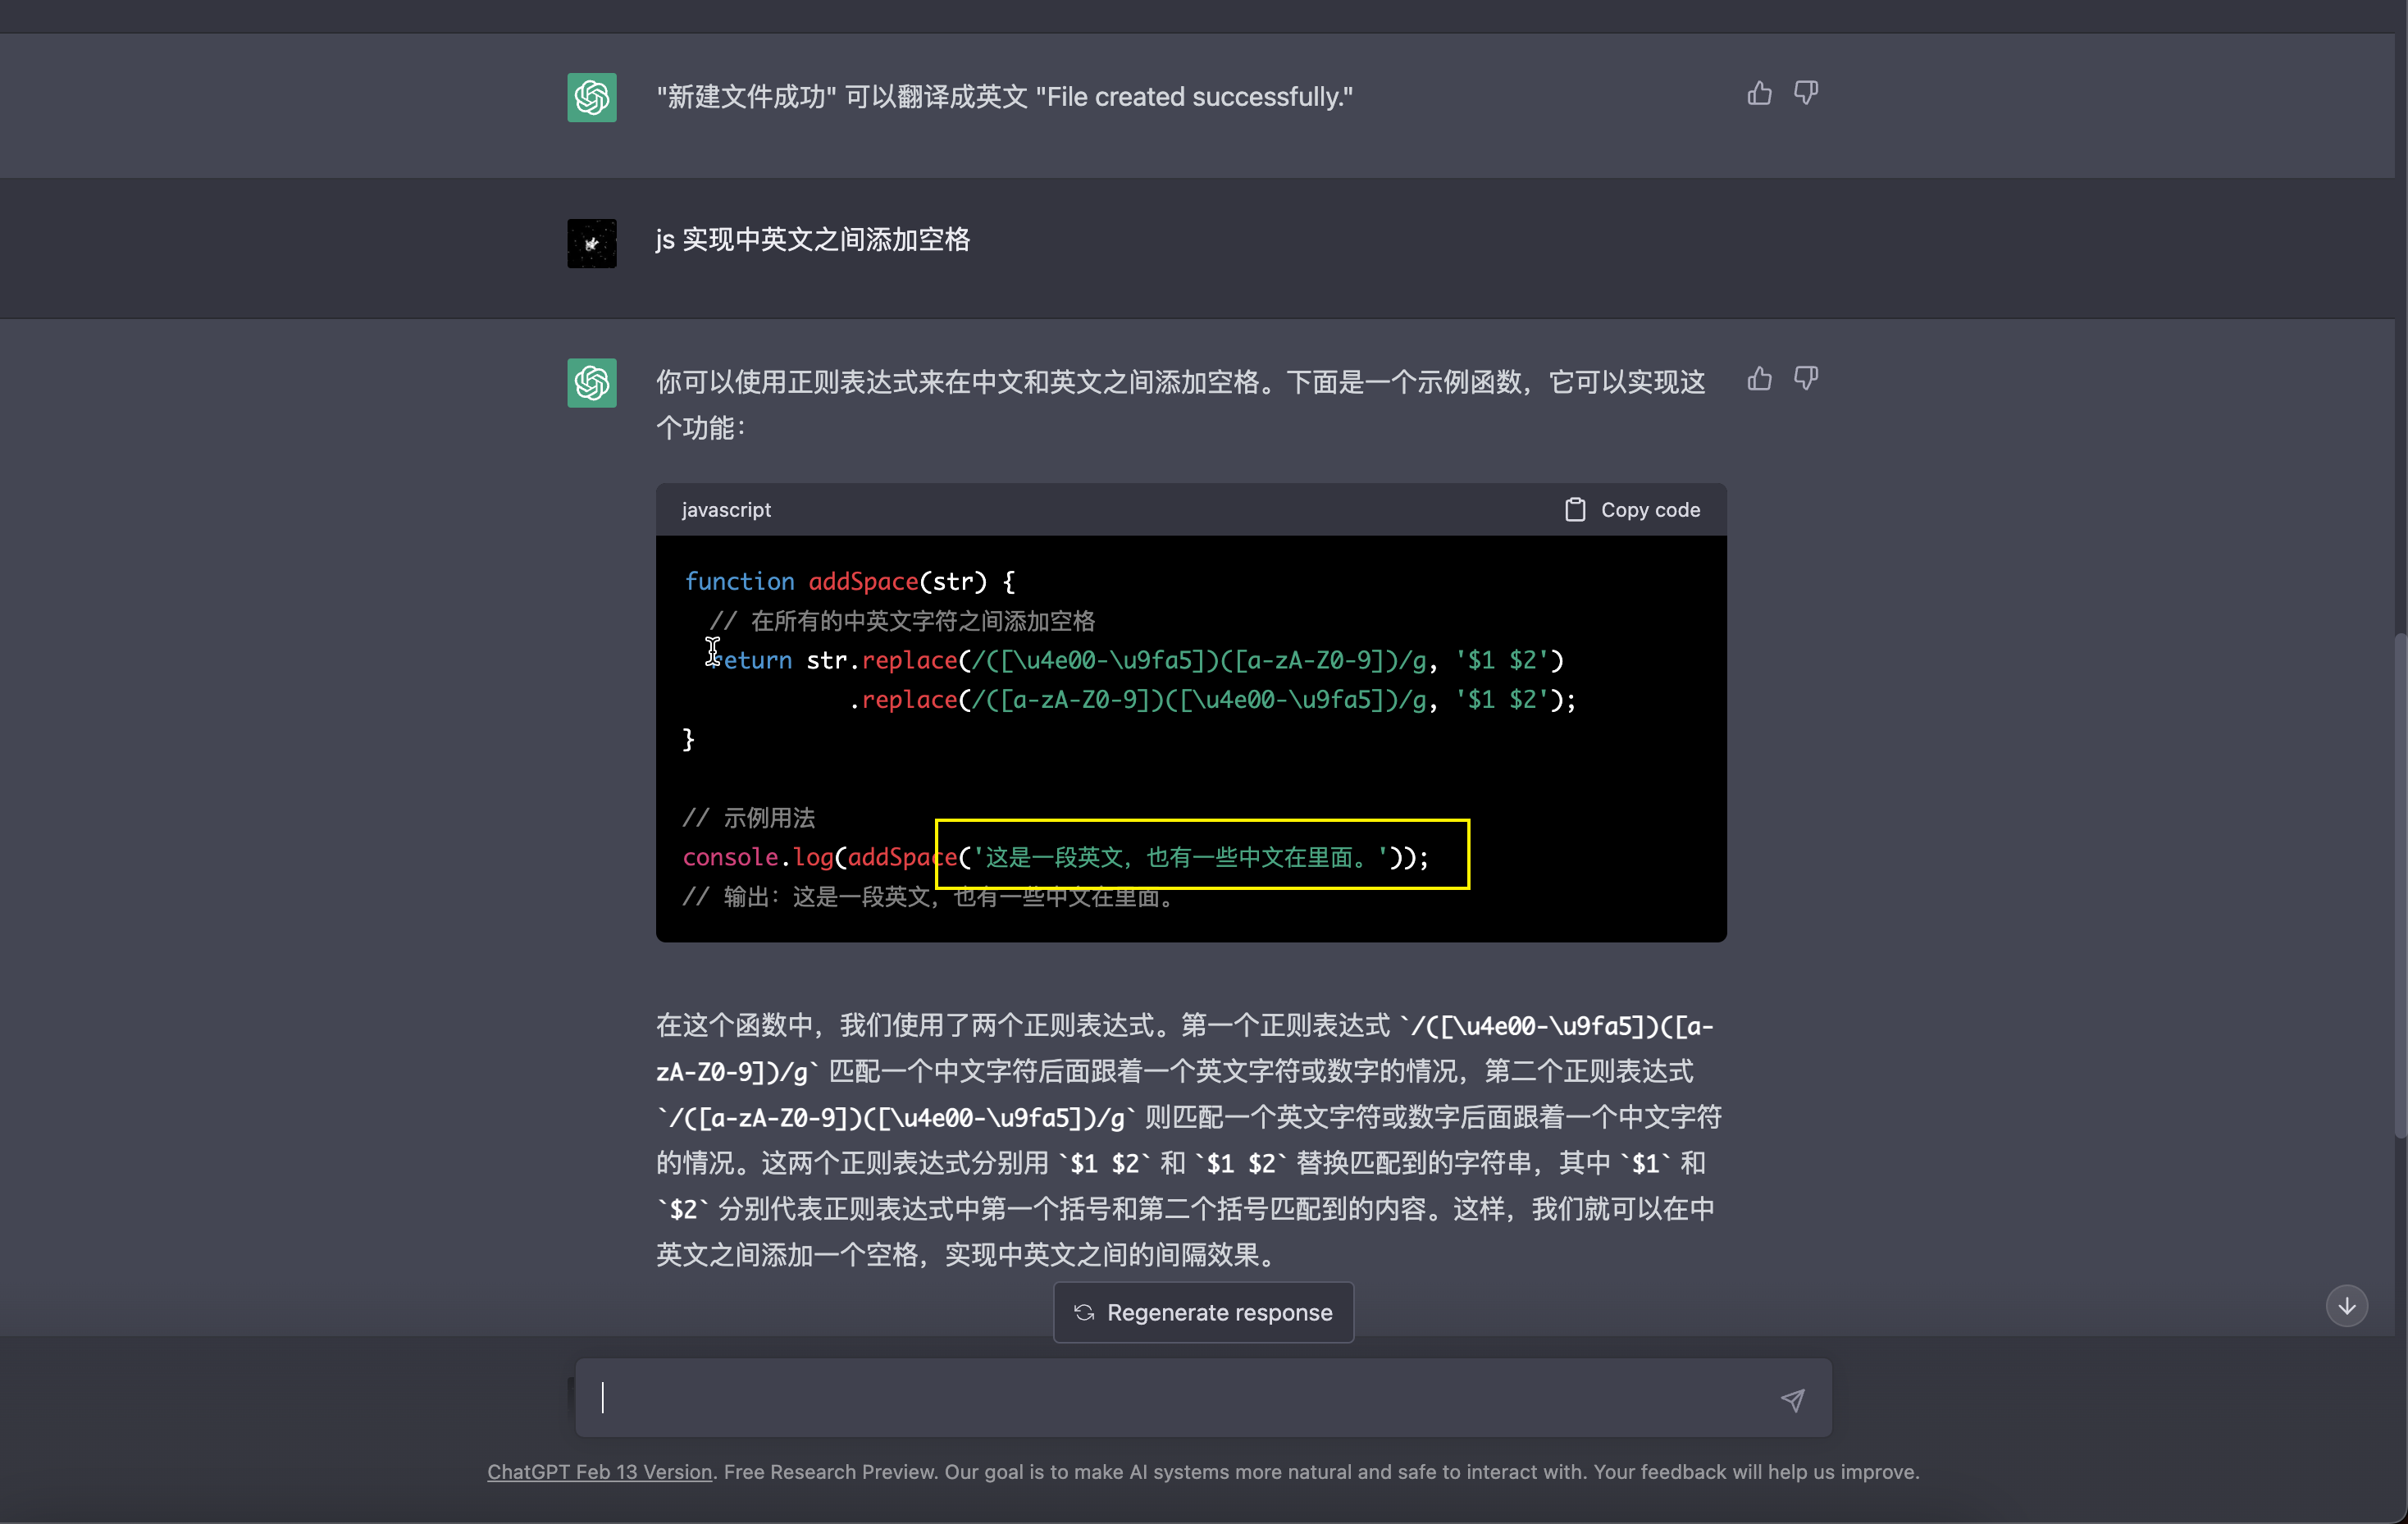 "新建文件成功" 可以翻译成英文 "File created successfully."
js 实现中英文之间添加空格
你可以使用正则表达式来在中文和英文之间添加空格。下面是一个示例函数，它可以实现这
个功能：
javascript
Copy code
function addSpace(str) {
  // 在所有的中英文字符之间添加空格
  return str.replace(/([\u4e00-\u9fa5])([a-zA-Z0-9])/g, '$1 $2')
            .replace(/([a-zA-Z0-9])([\u4e00-\u9fa5])/g, '$1 $2');
}
// 示例用法
console.log(addSpace('这是一段英文，也有一些中文在里面。'));
// 输出：这是一段英文，也有一些中文在里面。
在这个函数中，我们使用了两个正则表达式。第一个正则表达式 `/([\u4e00-\u9fa5])([a-
zA-Z0-9])/g` 匹配一个中文字符后面跟着一个英文字符或数字的情况，第二个正则表达式
`/([a-zA-Z0-9])([\u4e00-\u9fa5])/g` 则匹配一个英文字符或数字后面跟着一个中文字符
的情况。这两个正则表达式分别用 `$1 $2` 和 `$1 $2` 替换匹配到的字符串，其中 `$1` 和
`$2` 分别代表正则表达式中第一个括号和第二个括号匹配到的内容。这样，我们就可以在中
英文之间添加一个空格，实现中英文之间的间隔效果。
Regenerate response
ChatGPT Feb 13 Version. Free Research Preview. Our goal is to make AI systems more natural and safe to interact with. Your feedback will help us improve.